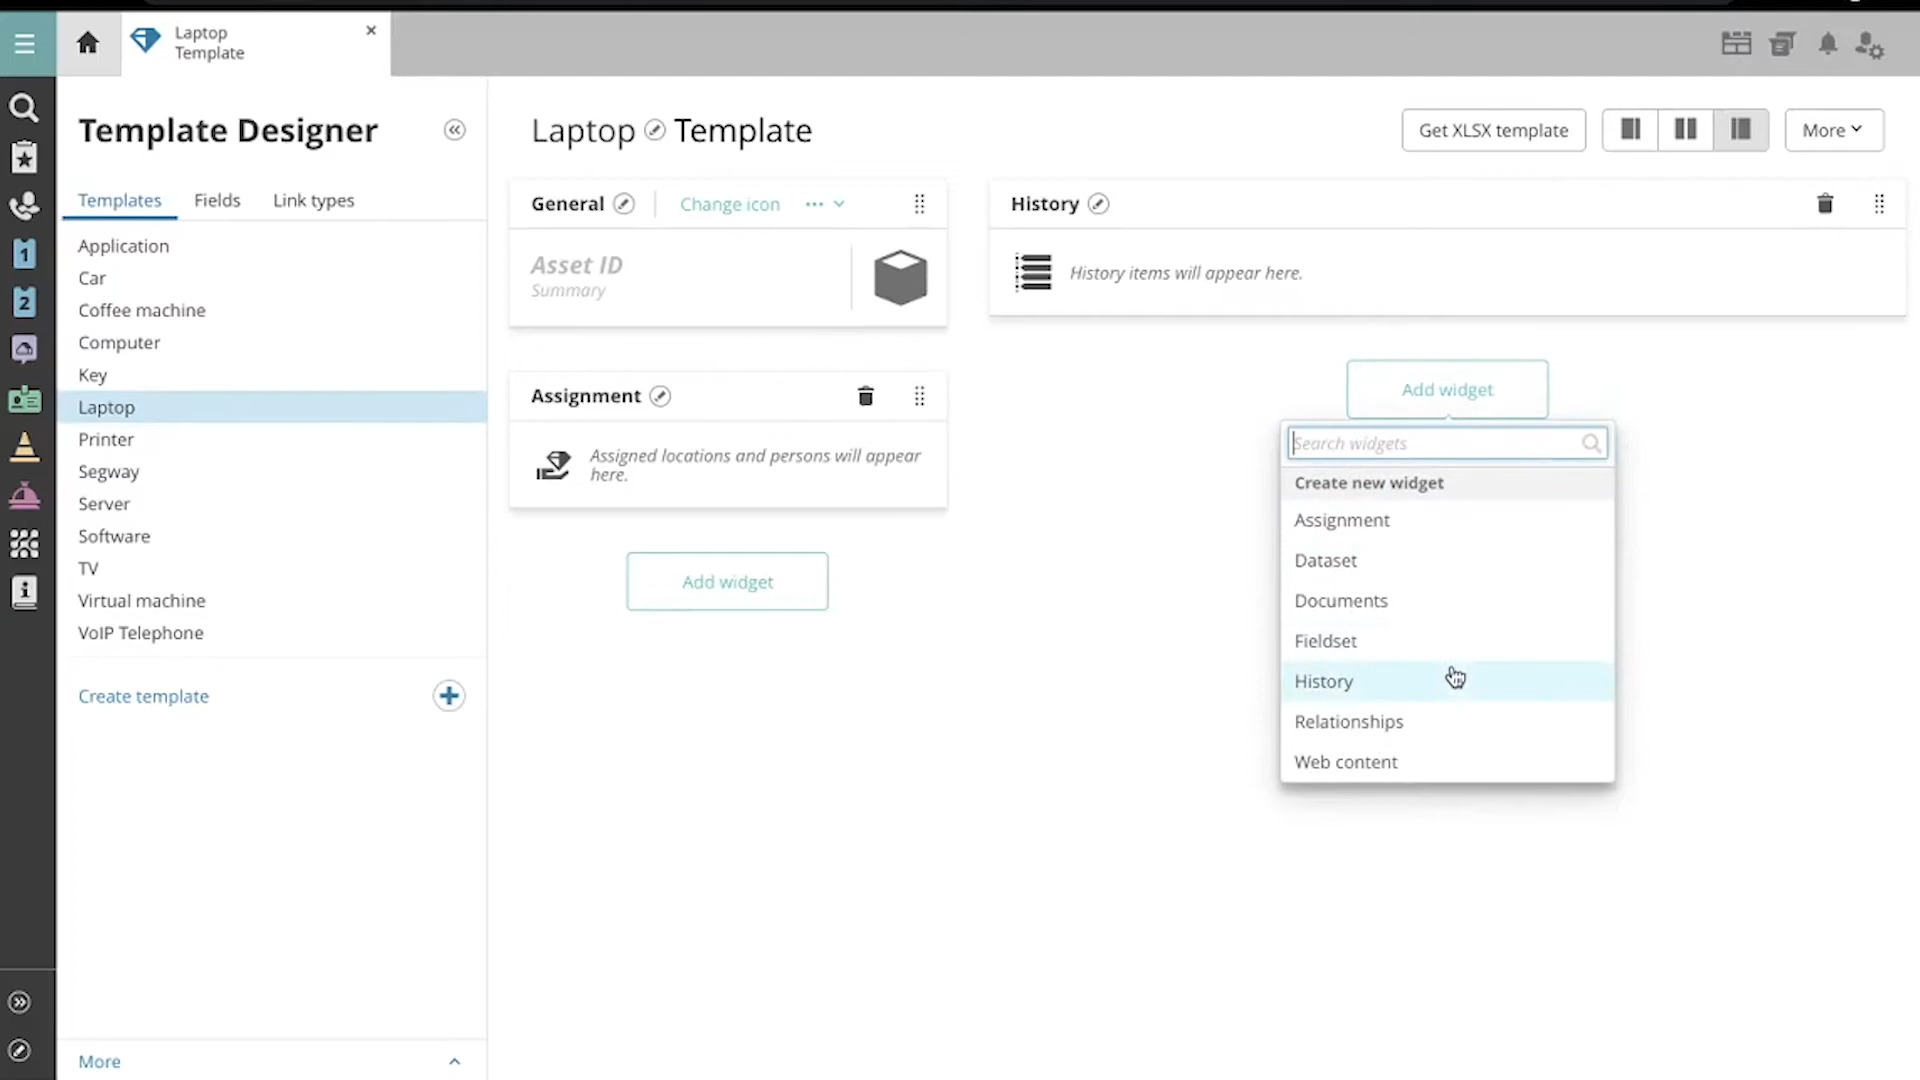 Laptop
Template
Template Designer
Templates Fields Link types
Application
Car
Coffee machine
Computer
Key
Laptop
Printer
Segway
Server
Software
TV
Virtual machine
VoIP Telephone
Create template
More
1
2
Laptop Template
Get XLSX template
More
General
Change icon
Asset ID
Summary
Assignment
Assigned locations and persons will appear
here.
Add widget
History
History items will appear here.
Add widget
Search widgets
Create new widget
Assignment
Dataset
Documents
Fieldset
History
Relationships
Web content